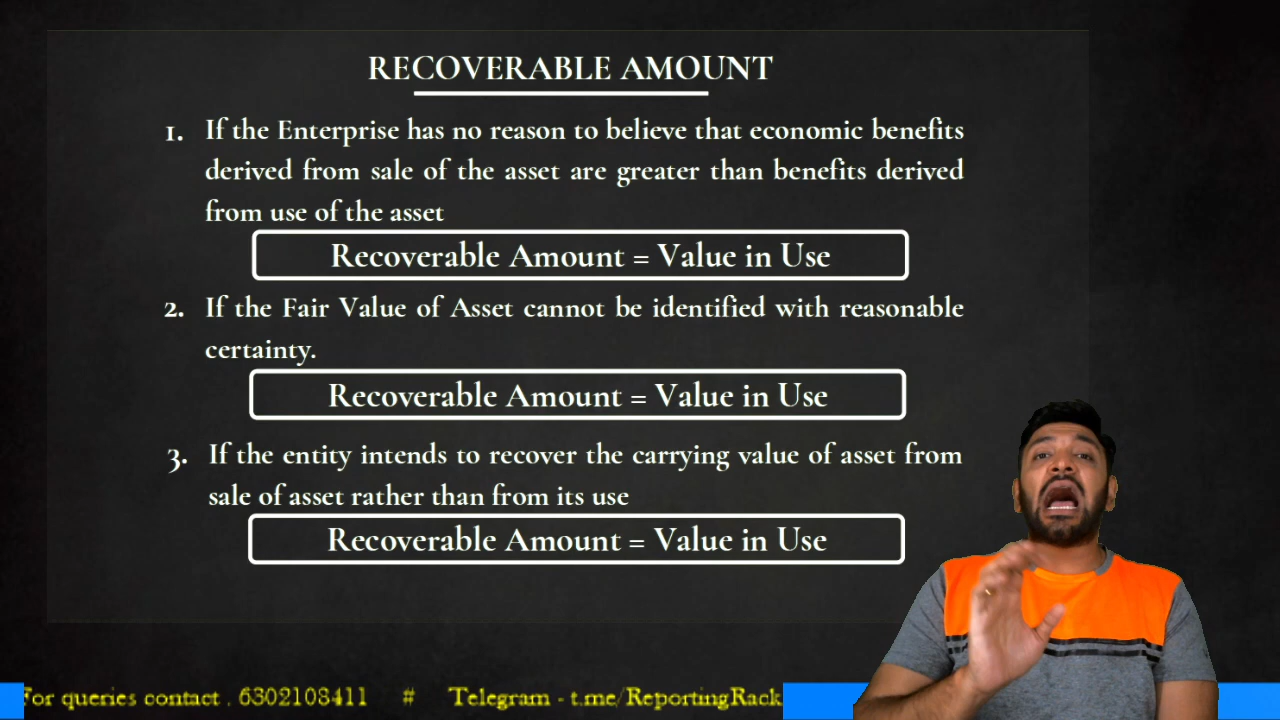 RECOVERABLE AMOUNT
1. If the Enterprise has no reason to believe that economic benefits
derived from sale of the asset are greater than benefits derived
from use of the asset
Recoverable Amount = Value in Use
2. If the Fair Value of Asset cannot be identified with reasonable
certainty.
Recoverable Amount = Value in Use
3. If the entity intends to recover the carrying value of asset from
sale of asset rather than from its use
Recoverable Amount = Value in Use
For queries contact . 6302108411 # Telegram - t.me/ReportingRack